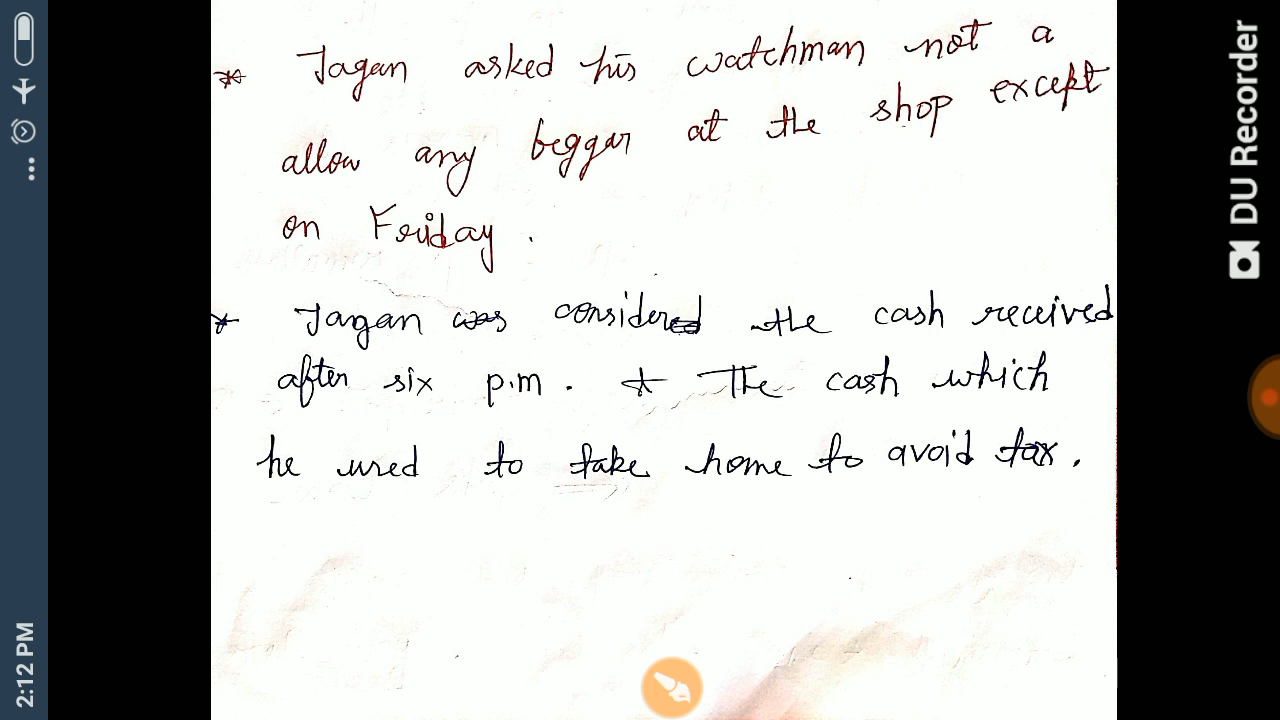 * Jagan asked his watchman not a
allow any beggar at the shop except
on Friday.
* Jagan was considered the cash received
after six p.m. * The cash which
he used to take home to avoid tax.
2:12 PM
DU Recorder